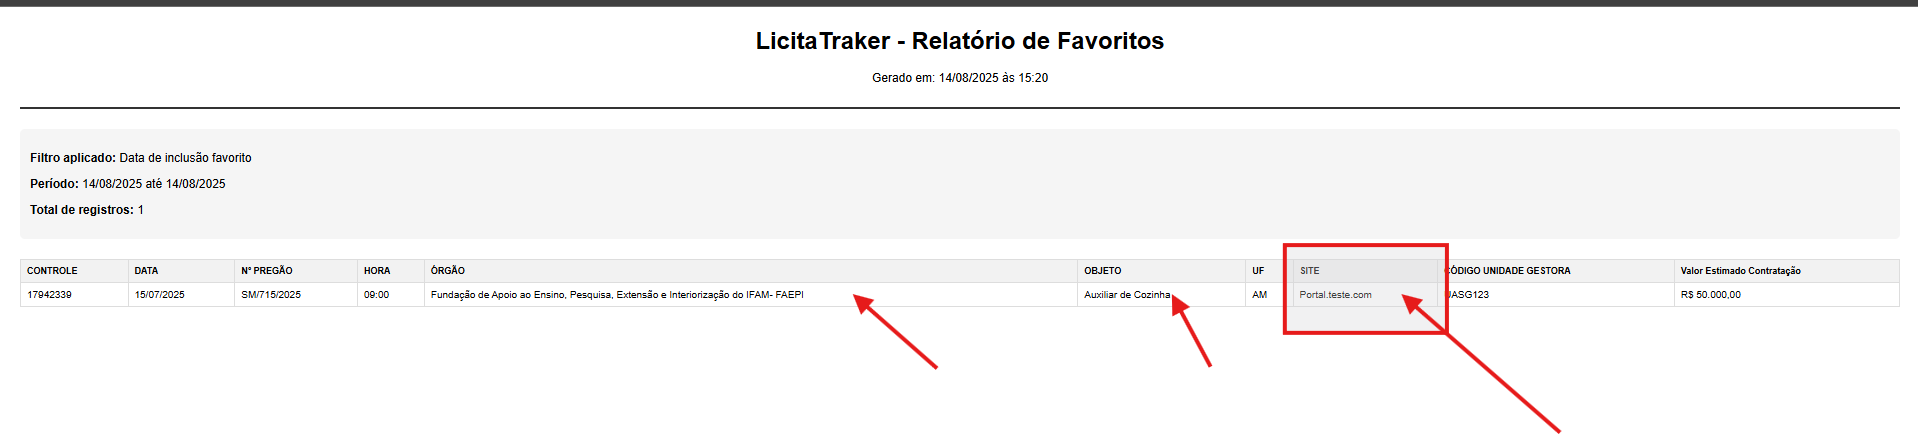 LicitaTraker - Relatório de Favoritos
Gerado em: 14/08/2025 às 15:20
Filtro aplicado: Data de inclusão favorito
Período: 14/08/2025 até 14/08/2025
Total de registros: 1
CONTROLE DATA Nº PREGÃO HORA ÓRGÃO OBJETO UF SITE CÓDIGO UNIDADE GESTORA Valor Estimado Contratação
17942339 15/07/2025 SM/715/2025 09:00 Fundação de Apoio ao Ensino, Pesquisa, Extensão e Interiorização do IFAM- FAEPI Auxiliar de Cozinha AM Portal.teste.com UASG123 R$ 50.000,00